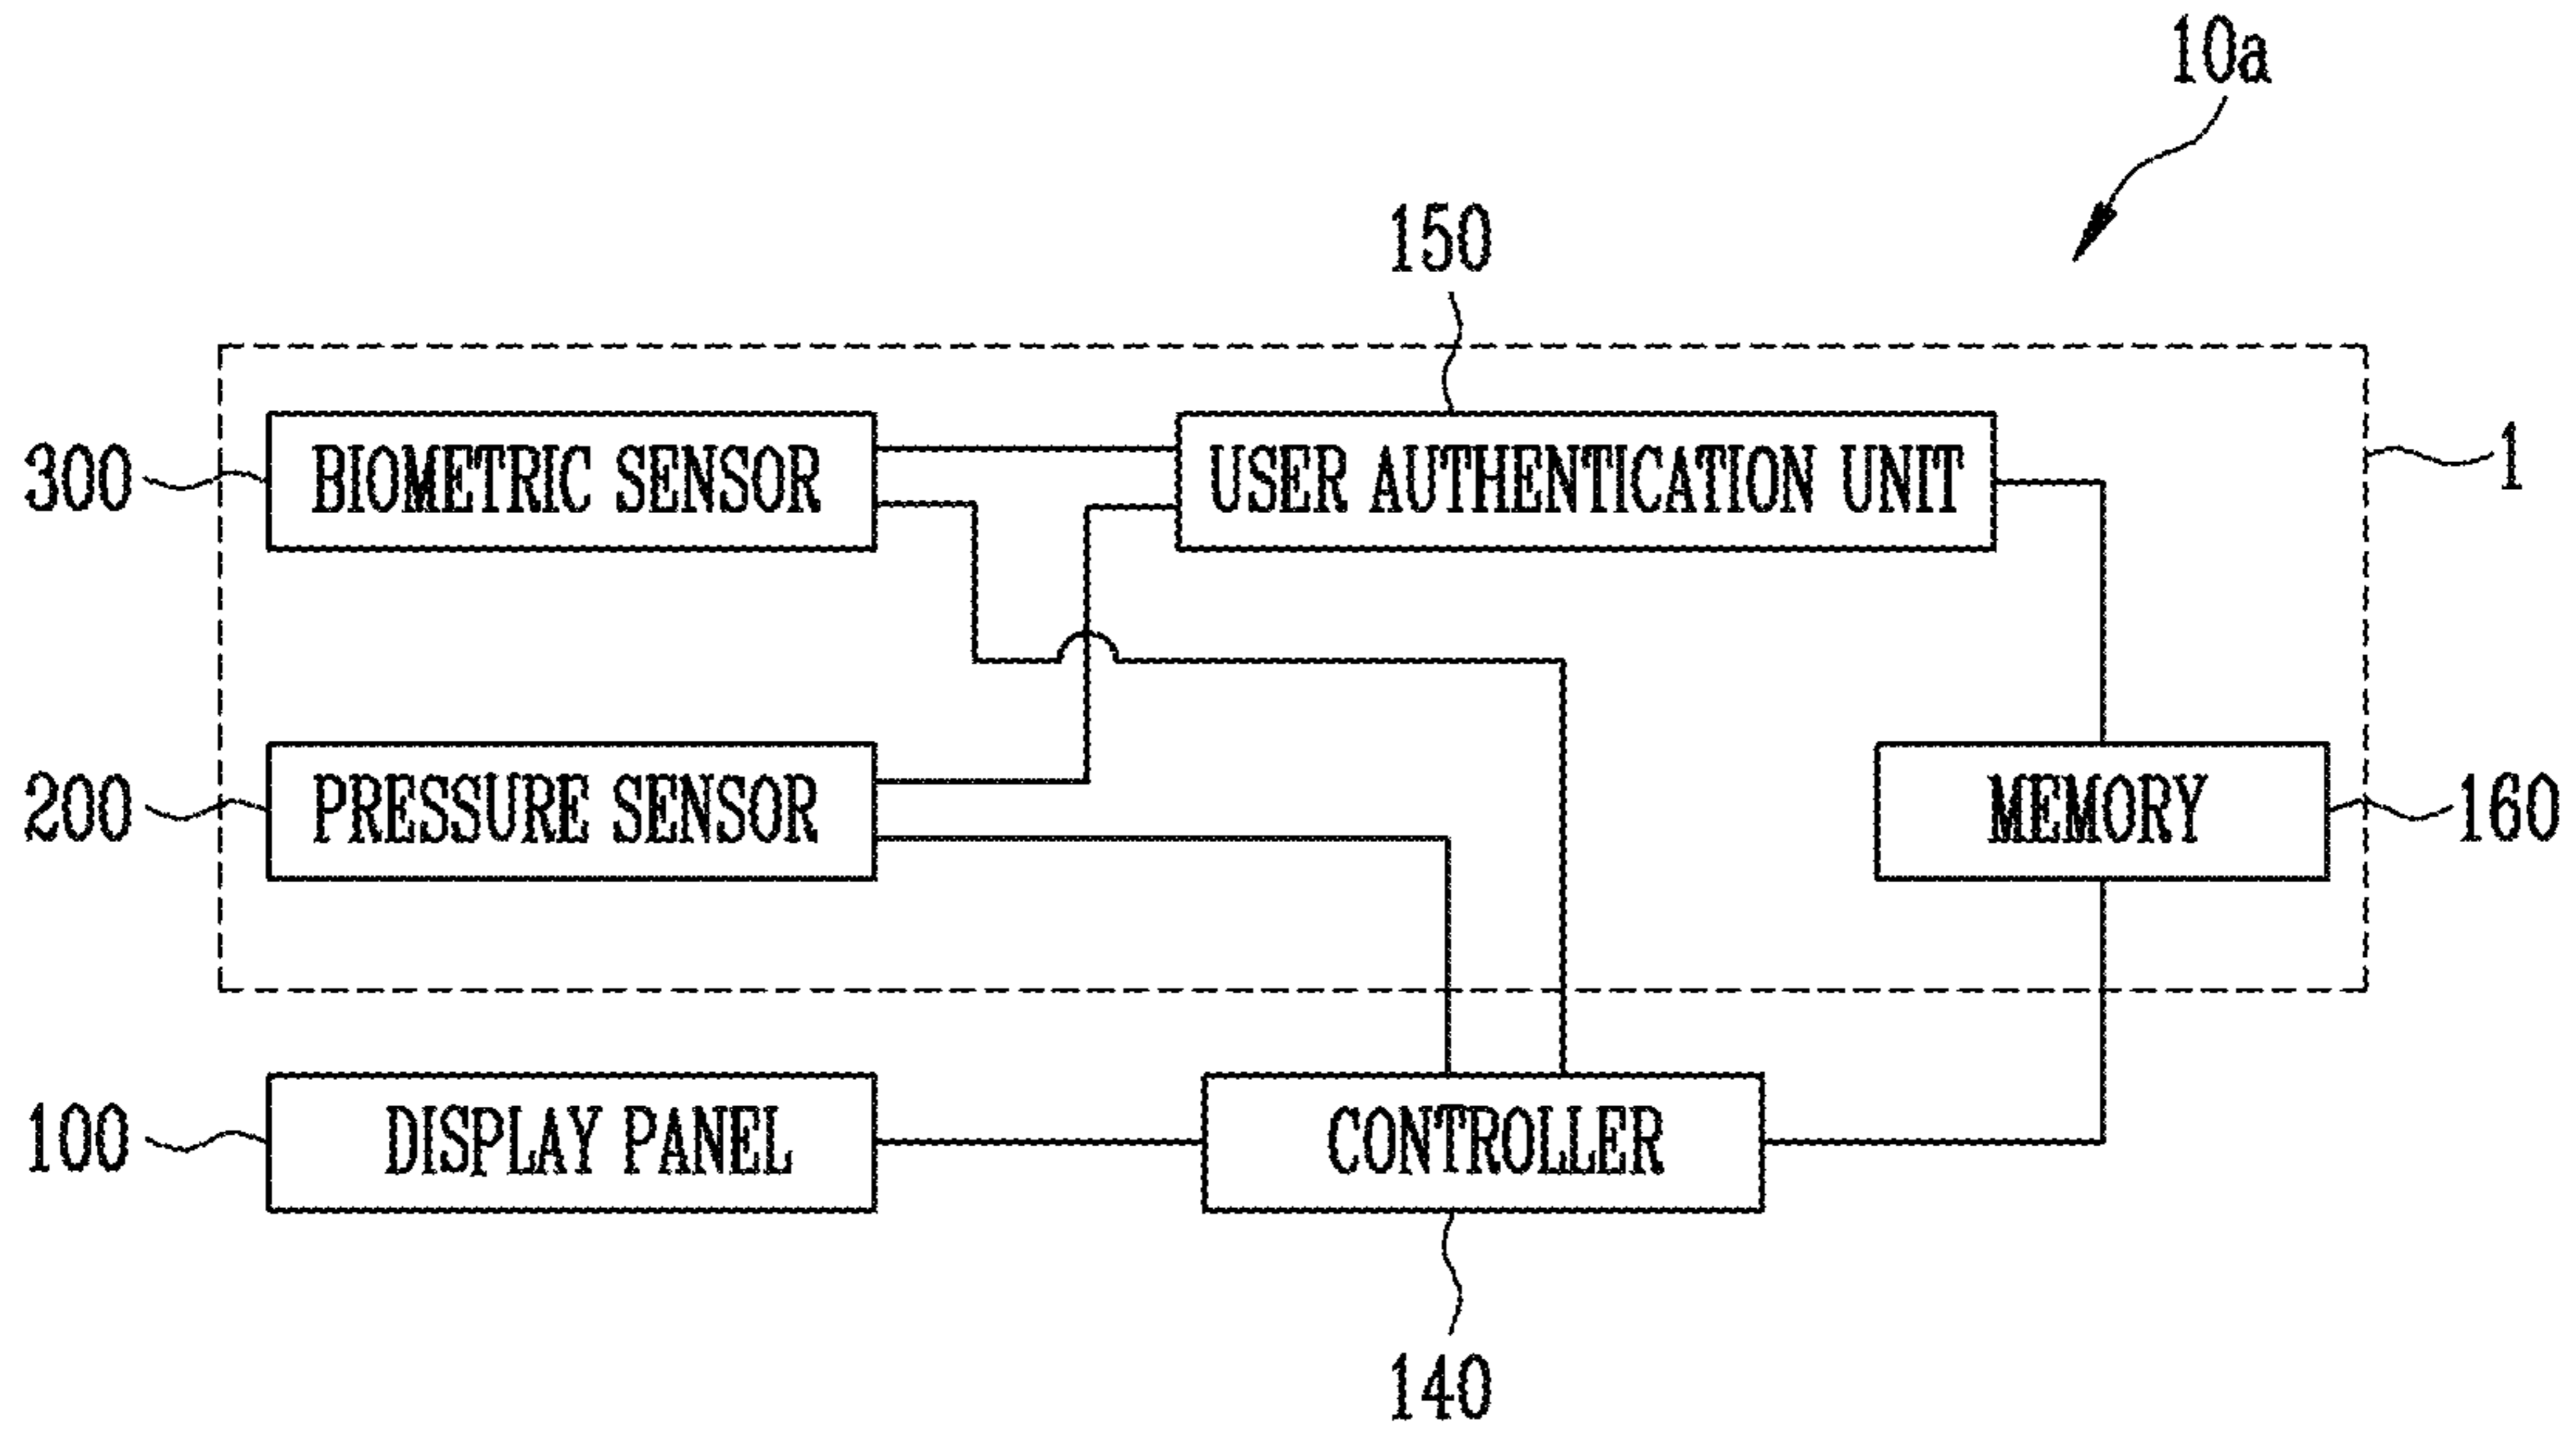 10a
150
300 BIOMETRIC SENSOR USER AUTHENTICATION UNIT 1
200 PRESSURE SENSOR MEMORY 160
100 DISPLAY PANEL CONTROLLER
140